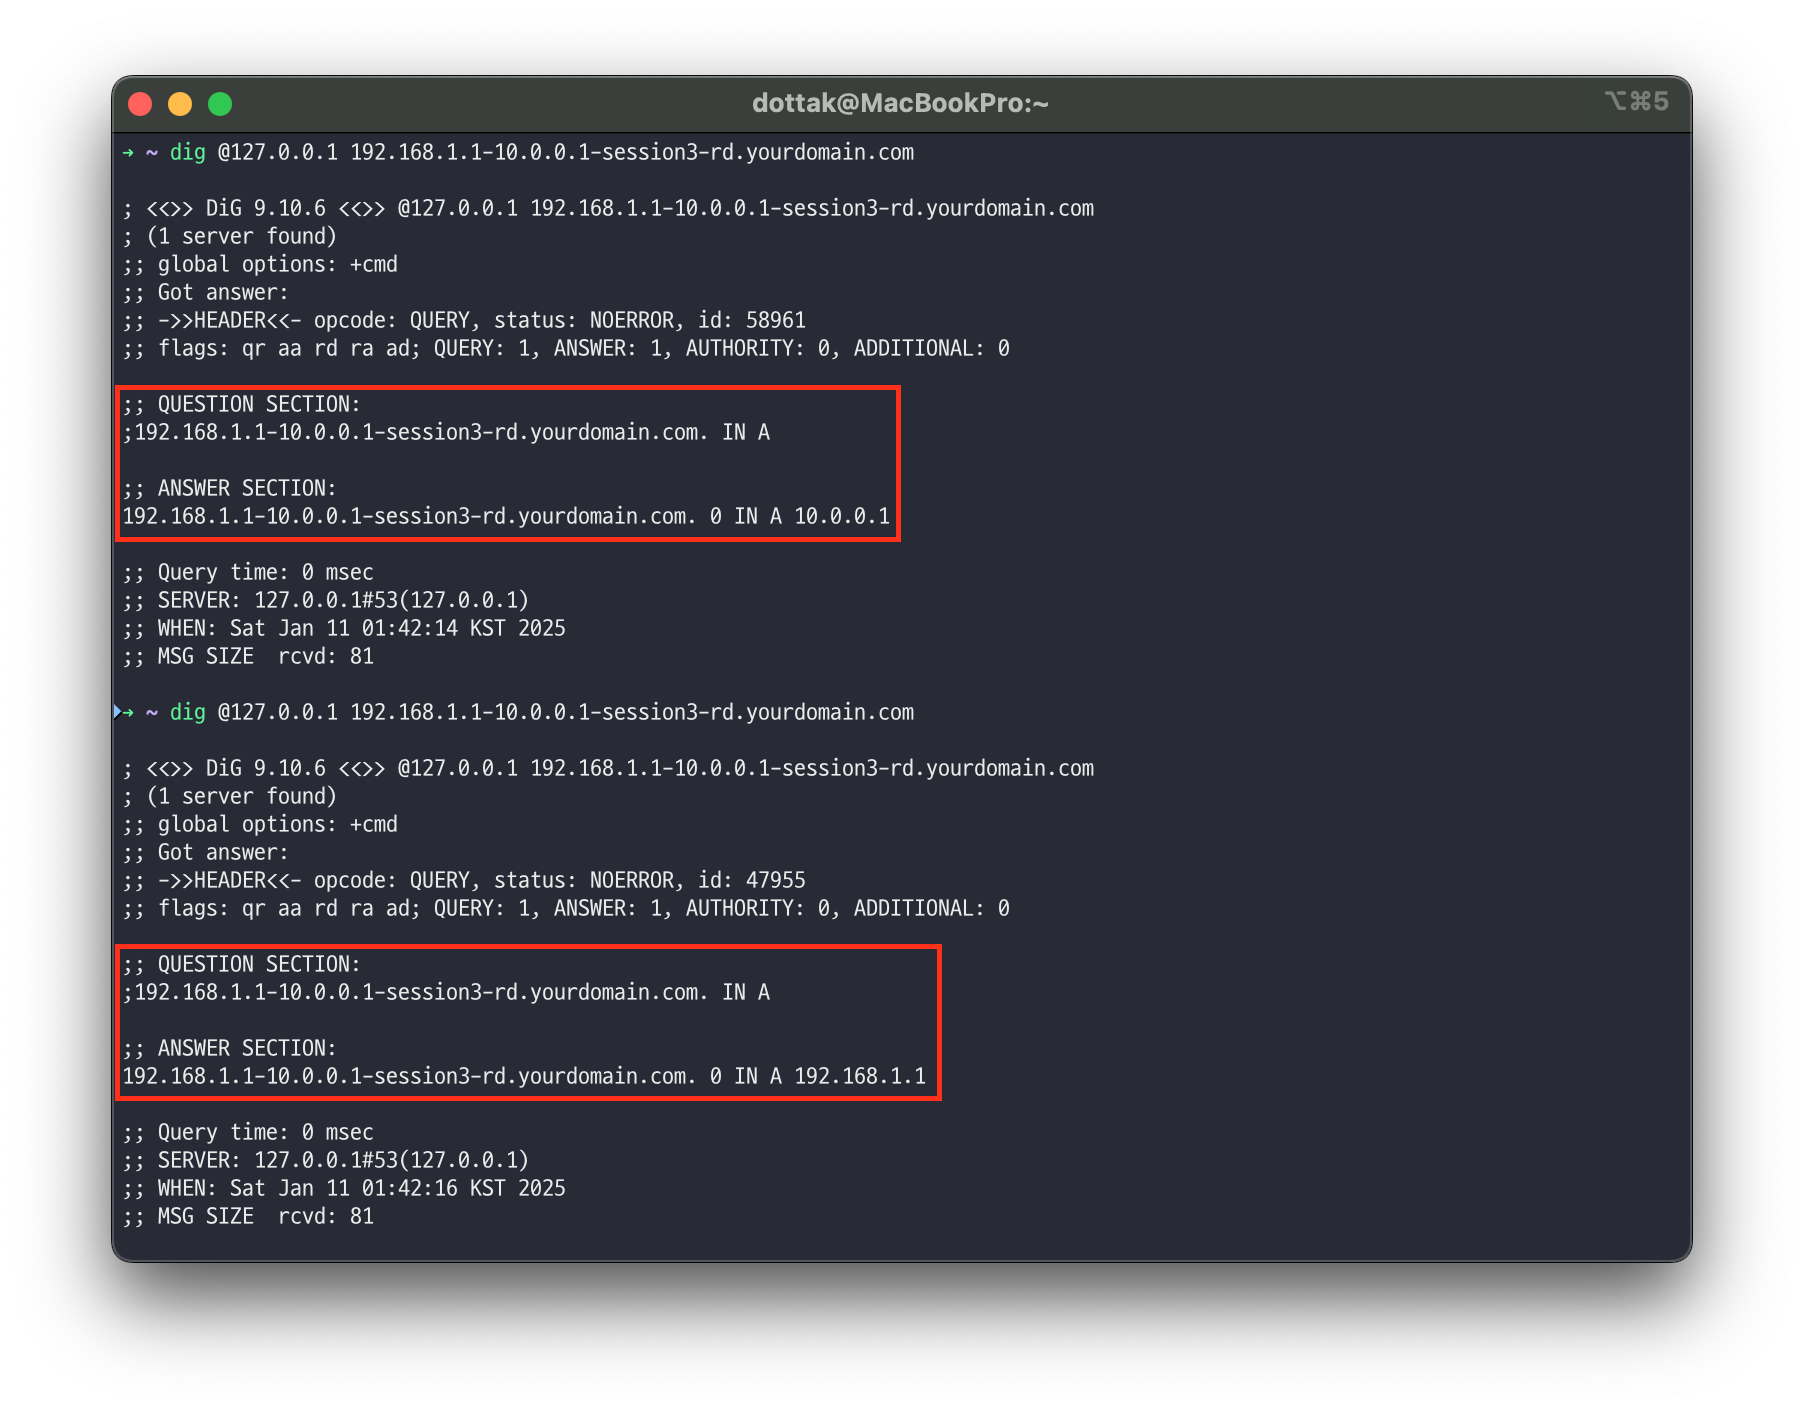 dottak@MacBookPro:~
⌥⌘5
→ ~ dig @127.0.0.1 192.168.1.1-10.0.0.1-session3-rd.yourdomain.com
; <<>> DiG 9.10.6 <<>> @127.0.0.1 192.168.1.1-10.0.0.1-session3-rd.yourdomain.com
; (1 server found)
;; global options: +cmd
;; Got answer:
;; ->>HEADER<<- opcode: QUERY, status: NOERROR, id: 58961
;; flags: qr aa rd ra ad; QUERY: 1, ANSWER: 1, AUTHORITY: 0, ADDITIONAL: 0
;; QUESTION SECTION:
;192.168.1.1-10.0.0.1-session3-rd.yourdomain.com. IN A
;; ANSWER SECTION:
192.168.1.1-10.0.0.1-session3-rd.yourdomain.com. 0 IN A 10.0.0.1
;; Query time: 0 msec
;; SERVER: 127.0.0.1#53(127.0.0.1)
;; WHEN: Sat Jan 11 01:42:14 KST 2025
;; MSG SIZE  rcvd: 81
→ ~ dig @127.0.0.1 192.168.1.1-10.0.0.1-session3-rd.yourdomain.com
; <<>> DiG 9.10.6 <<>> @127.0.0.1 192.168.1.1-10.0.0.1-session3-rd.yourdomain.com
; (1 server found)
;; global options: +cmd
;; Got answer:
;; ->>HEADER<<- opcode: QUERY, status: NOERROR, id: 47955
;; flags: qr aa rd ra ad; QUERY: 1, ANSWER: 1, AUTHORITY: 0, ADDITIONAL: 0
;; QUESTION SECTION:
;192.168.1.1-10.0.0.1-session3-rd.yourdomain.com. IN A
;; ANSWER SECTION:
192.168.1.1-10.0.0.1-session3-rd.yourdomain.com. 0 IN A 192.168.1.1
;; Query time: 0 msec
;; SERVER: 127.0.0.1#53(127.0.0.1)
;; WHEN: Sat Jan 11 01:42:16 KST 2025
;; MSG SIZE  rcvd: 81